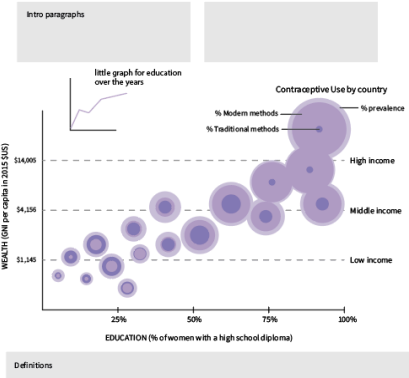 Intro paragraphs
little graph for education
over the years
Contraceptive Use by country
% Modern methods
% prevalence
% Traditional methods
$14,005
High income
$4,156
Middle income
$1,145
Low income
WEALTH (GNI per capita in 2015 $US)
25%
50%
75%
100%
EDUCATION (% of women with a high school diploma)
Definitions